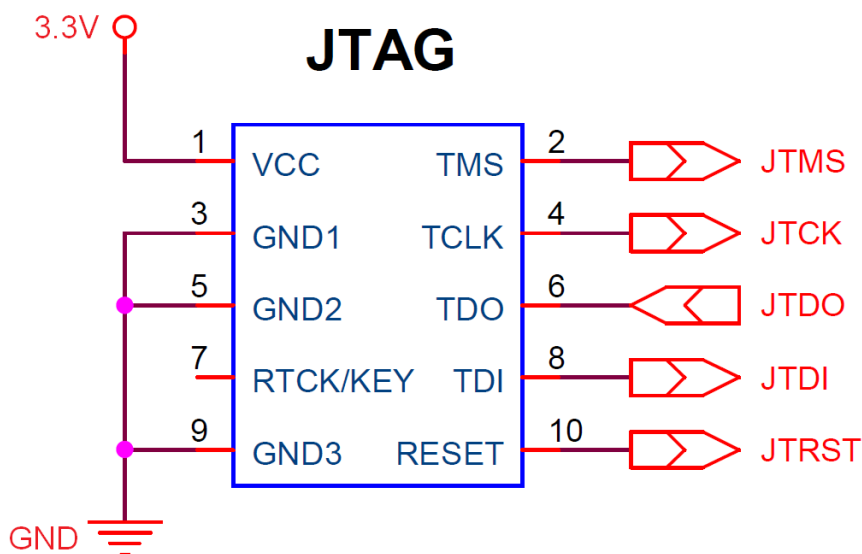 3.3V
JTAG
1 VCC TMS 2 JTMS
3 GND1 TCLK 4 JTCK
5 GND2 TDO 6 JTDO
7 RTCK/KEY TDI 8 JTDI
9 GND3 RESET 10 JTRST
GND